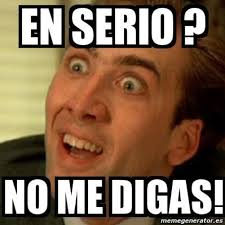 EN SERIO ?
NO ME DIGAS!
memegenerator.es